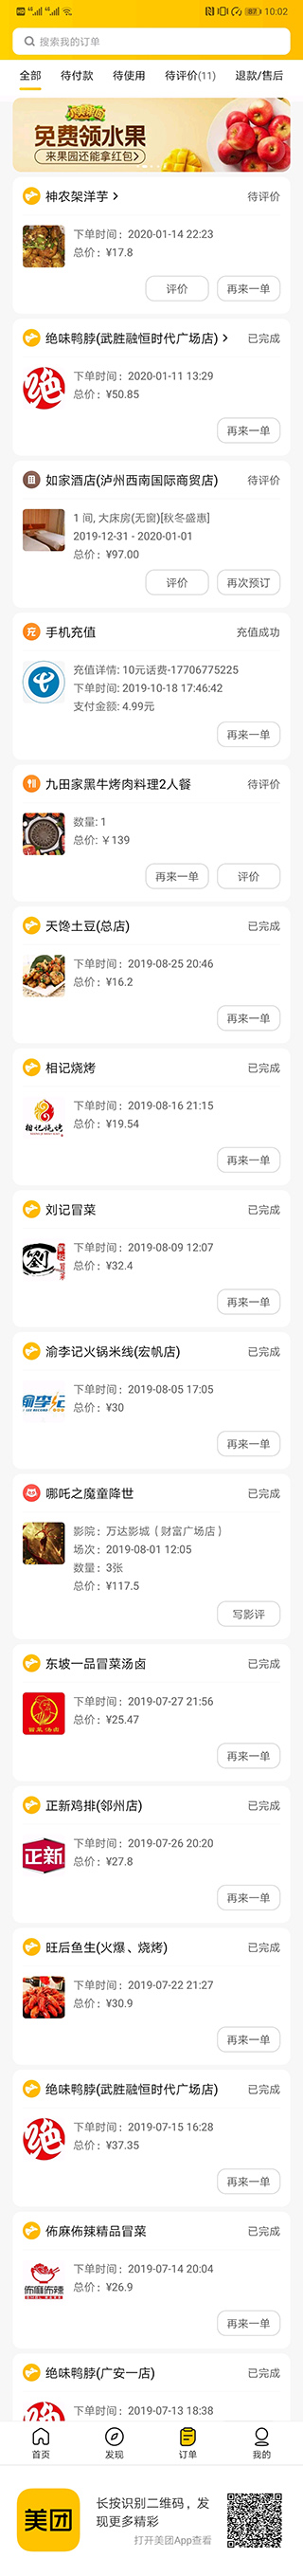 10:02
搜索我的订单
全部 待付款 待使用 待评价(11) 退款/售后
免费领水果
来果园还能拿红包
神农架洋芋 待评价
下单时间：2020-01-14 22:23
总价：¥17.8
评价 再来一单
绝味鸭脖(武胜融恒时代广场店) 已完成
绝
下单时间：2020-01-11 13:29
总价：¥50.85
再来一单
如家酒店(泸州西南国际商贸店) 待评价
1 间, 大床房(无窗)[秋冬盛惠]
2019-12-31 - 2020-01-01
总价：¥97.00
评价 再次预订
充 手机充值 充值成功
充值详情: 10元话费-17706775225
下单时间: 2019-10-18 17:46:42
支付金额: 4.99元
再来一单
九田家黑牛烤肉料理2人餐 待评价
数量: 1
总价: ￥139
再来一单 评价
天馋土豆(总店) 已完成
下单时间：2019-08-25 20:46
总价：¥16.2
再来一单
相记烧烤 已完成
相记烧烤
下单时间：2019-08-16 21:15
总价：¥19.54
再来一单
刘记冒菜 已完成
劉
下单时间：2019-08-09 12:07
总价：¥32.4
再来一单
渝李记火锅米线(宏帆店) 已完成
渝李记
下单时间：2019-08-05 17:05
总价：¥30
再来一单
哪吒之魔童降世 已完成
影院：万达影城（财富广场店）
场次：2019-08-01 12:05
数量：3张
总价：¥117.5
写影评
东坡一品冒菜汤卤 已完成
冒菜汤卤
下单时间：2019-07-27 21:56
总价：¥25.47
再来一单
正新鸡排(邻州店) 已完成
正新
下单时间：2019-07-26 20:20
总价：¥27.8
再来一单
旺后鱼生(火爆、烧烤) 已完成
下单时间：2019-07-22 21:27
总价：¥30.9
再来一单
绝味鸭脖(武胜融恒时代广场店) 已完成
绝
下单时间：2019-07-15 16:28
总价：¥37.35
再来一单
佈麻佈辣精品冒菜 已完成
佈麻佈辣
下单时间：2019-07-14 20:04
总价：¥26.9
再来一单
绝味鸭脖(广安一店) 已完成
下单时间：2019-07-13 18:38
首页 发现 订单 我的
美团
长按识别二维码，发
现更多精彩
打开美团App查看